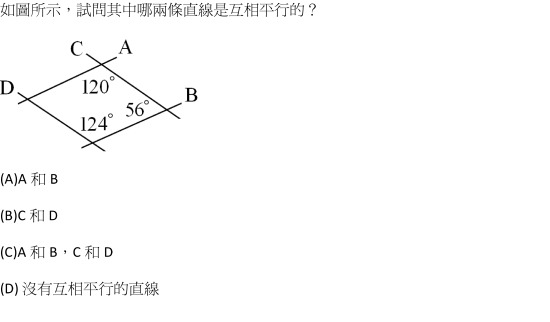 如圖所示，試問其中哪兩條直線是互相平行的？
C A
D 120° B
124° 56°
(A)A 和 B
(B)C 和 D
(C)A 和 B，C 和 D
(D) 沒有互相平行的直線